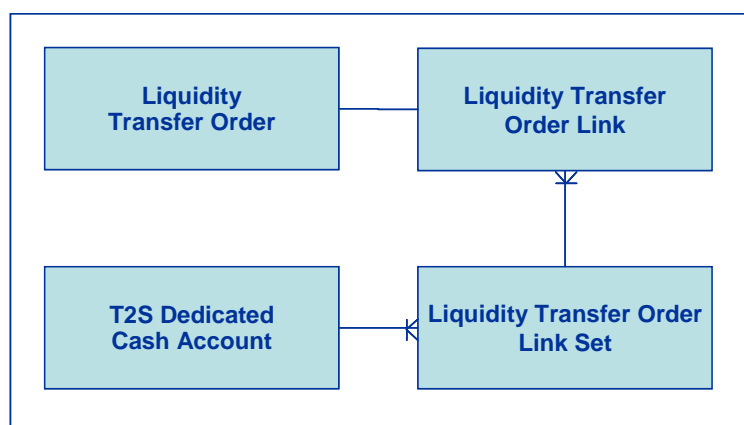 Liquidity
Transfer Order
Liquidity Transfer
Order Link
T2S Dedicated
Cash Account
Liquidity Transfer Order
Link Set